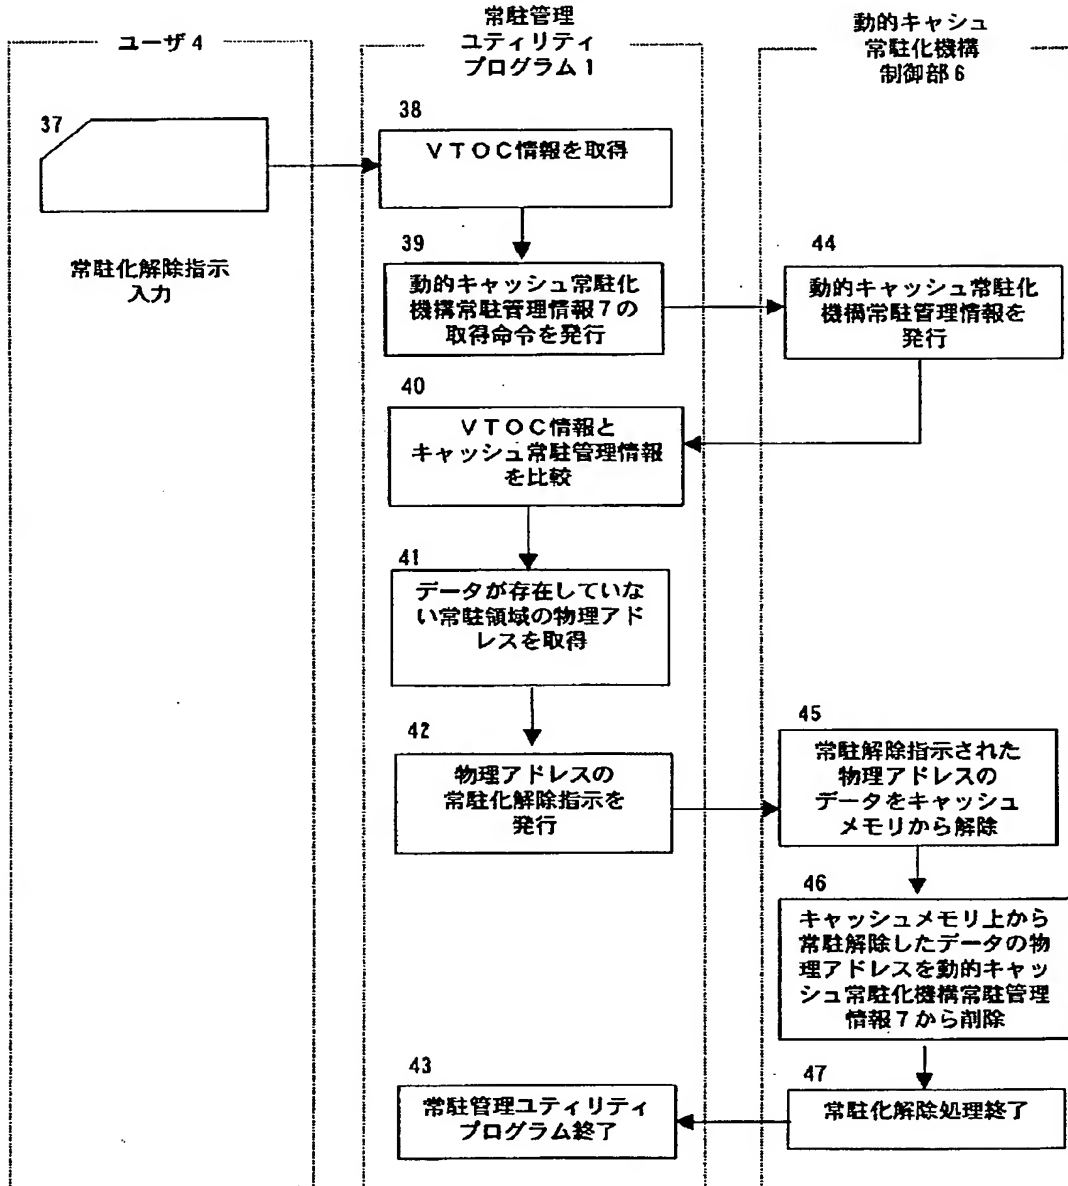 ユーザ4
常駐管理
ユティリティ
プログラム1
動的キャシュ
常駐化機構
制御部6
37
常駐化解除指示
入力
38
VTOC情報を取得
39
動的キャッシュ常駐化
機構常駐管理情報7の
取得命令を発行
44
動的キャッシュ常駐化
機構常駐管理情報を
発行
40
VTOC情報と
キャッシュ常駐管理情報
を比較
41
データが存在していな
い常駐領域の物理アド
レスを取得
42
物理アドレスの
常駐化解除指示を
発行
45
常駐解除指示された
物理アドレスの
データをキャッシュ
メモリから解除
46
キャッシュメモリ上から
常駐解除したデータの物
理アドレスを動的キャッ
シュ常駐化機構常駐管理
情報7から削除
43
常駐管理ユティリティ
プログラム終了
47
常駐化解除処理終了